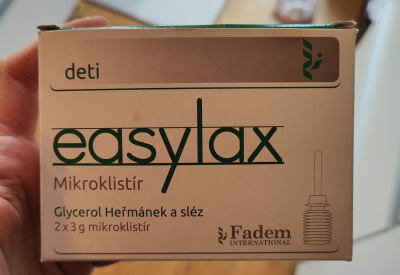 deti
easylax
Mikroklistír
Glycerol Heřmánek a sléz
2 x 3 g mikroklistír
Fadem
INTERNATIONAL